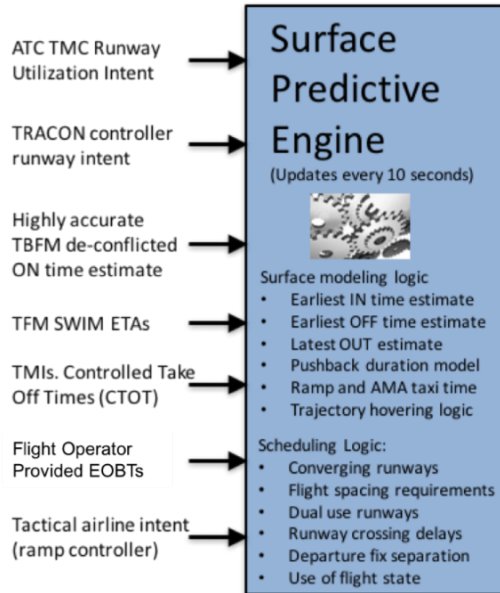 ATC TMC Runway
Utilization Intent
TRACON controller
runway intent
Highly accurate
TBFM de-conflicted
ON time estimate
TFM SWIM ETAs
TMIs. Controlled Take
Off Times (CTOT)
Flight Operator
Provided EOBTs
Tactical airline intent
(ramp controller)
Surface
Predictive
Engine
(Updates every 10 seconds)
Surface modeling logic
• Earliest IN time estimate
• Earliest OFF time estimate
• Latest OUT estimate
• Pushback duration model
• Ramp and AMA taxi time
• Trajectory hovering logic
Scheduling Logic:
• Converging runways
• Flight spacing requirements
• Dual use runways
• Runway crossing delays
• Departure fix separation
• Use of flight state